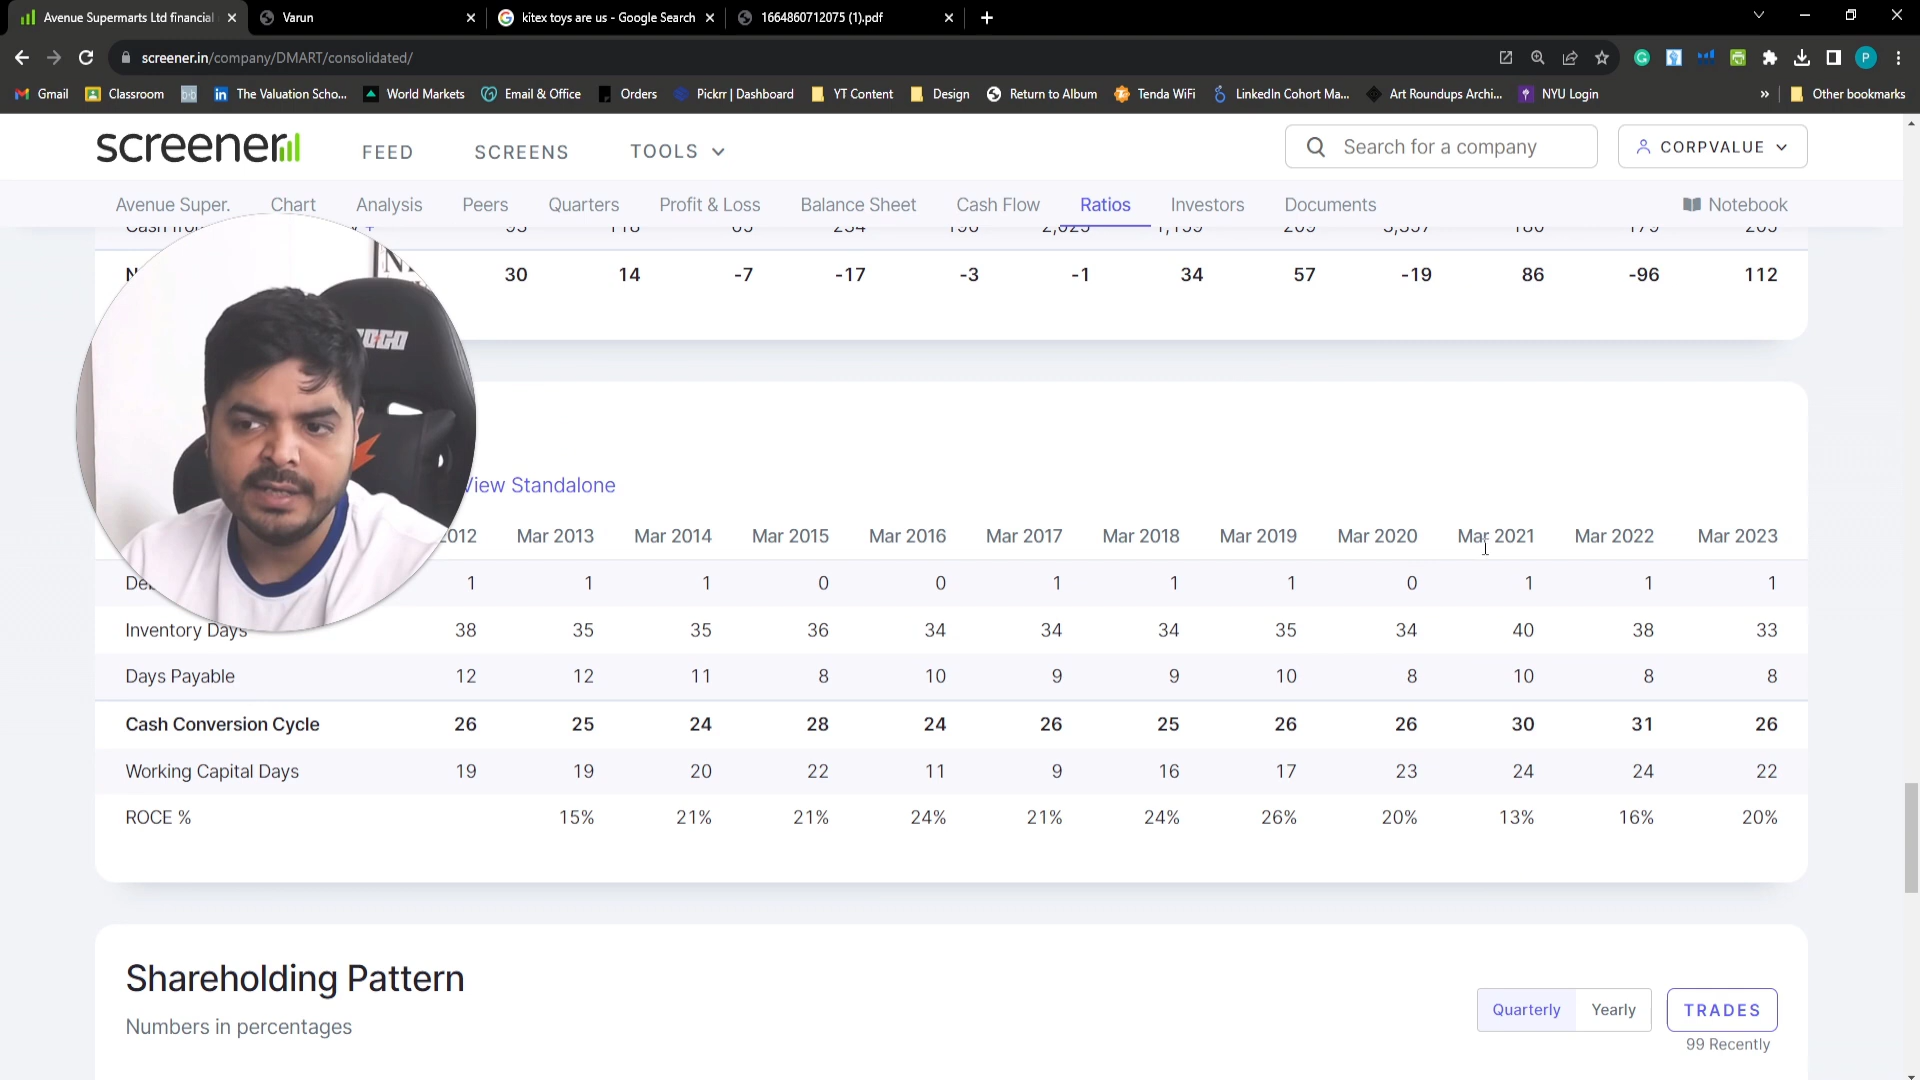 Avenue Supermarts Ltd financial
Varun
kitex toys are us - Google Search
1664860712075 (1).pdf
screener.in/company/DMART/consolidated/
P
Gmail Classroom The Valuation Scho... World Markets Email & Office Orders Pickrr | Dashboard YT Content Design Return to Album Tenda WiFi LinkedIn Cohort Ma... Art Roundups Archi... NYU Login » Other bookmarks
screener FEED SCREENS TOOLS Search for a company CORPVALUE
Avenue Super. Chart Analysis Peers Quarters Profit & Loss Balance Sheet Cash Flow Ratios Investors Documents Notebook
30 14 -7 -17 -3 -1 34 57 -19 86 -96 112
View Standalone
2012 Mar 2013 Mar 2014 Mar 2015 Mar 2016 Mar 2017 Mar 2018 Mar 2019 Mar 2020 Mar 2021 Mar 2022 Mar 2023
1 1 1 0 0 1 1 1 0 1 1 1
Inventory Days 38 35 35 36 34 34 34 35 34 40 38 33
Days Payable 12 12 11 8 10 9 9 10 8 10 8 8
Cash Conversion Cycle 26 25 24 28 24 26 25 26 26 30 31 26
Working Capital Days 19 19 20 22 11 9 16 17 23 24 24 22
ROCE % 15% 21% 21% 24% 21% 24% 26% 20% 13% 16% 20%
Shareholding Pattern
Numbers in percentages
Quarterly Yearly TRADES
99 Recently